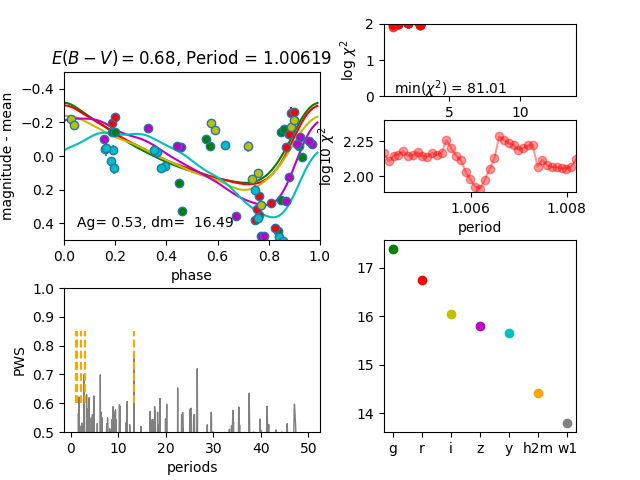 E(B − V) = 0.68, Period = 1.00619
magnitude - mean
−0.4
−0.2
0.0
0.2
0.4
Ag= 0.53, dm=  16.49
0.0 0.2 0.4 0.6 0.8 1.0
phase
log χ²
2
1
0
min(χ²) = 81.01
5 10
log10 χ²
2.25
2.00
1.006 1.008
period
PWS
1.0
0.9
0.8
0.7
0.6
0.5
0 10 20 30 40 50
periods
17
16
15
14
g r i z y h2m w1